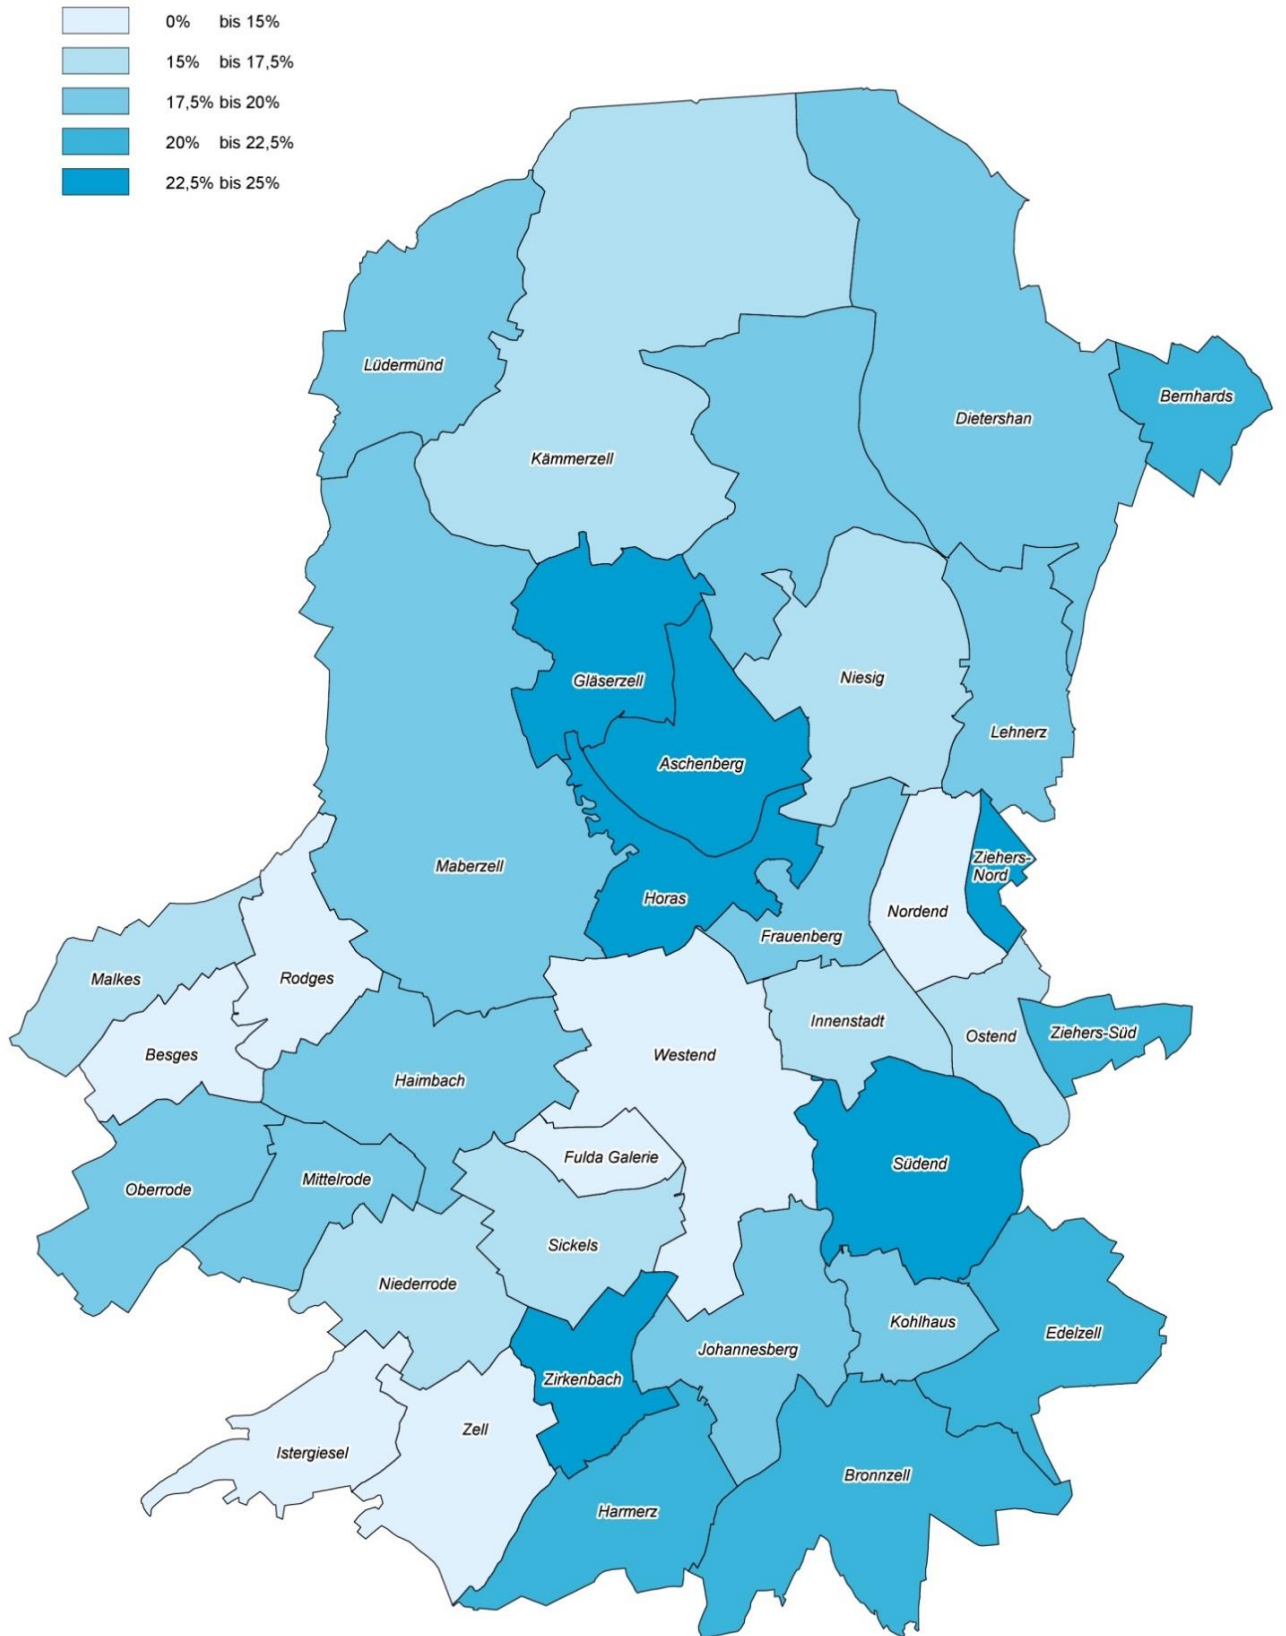 0% bis 15%
15% bis 17,5%
17,5% bis 20%
20% bis 22,5%
22,5% bis 25%
Lüdermünd
Bernhards
Dietershan
Kämmerzell
Niesig
Gläserzell
Lehnerz
Aschenberg
Ziehers-
Nord
Maberzell
Horas
Nordend
Frauenberg
Malkes
Rodges
Innenstadt
Ziehers-Süd
Ostend
Besges
Westend
Haimbach
Fulda Galerie
Südend
Mittelrode
Oberrode
Sickels
Niederrode
Kohlhaus
Edelzell
Johannesberg
Zirkenbach
Zell
Istergiesel
Bronnzell
Harmerz